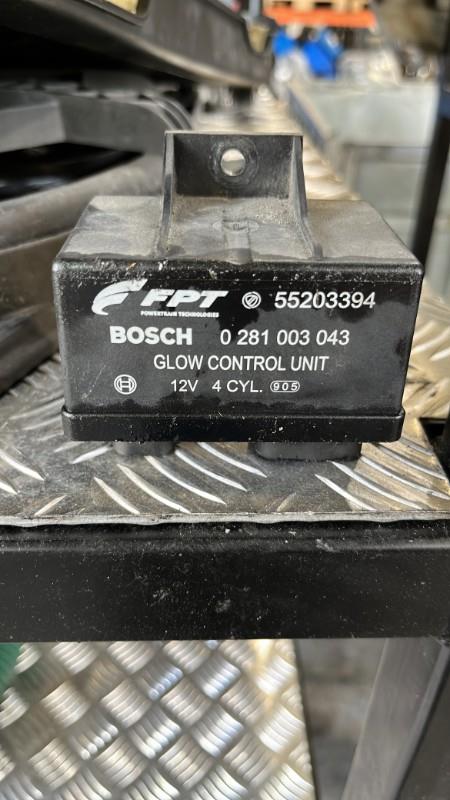 FPT 55203394
POWERTRAIN TECHNOLOGIES
BOSCH 0 281 003 043
GLOW CONTROL UNIT
12V 4 CYL. 905